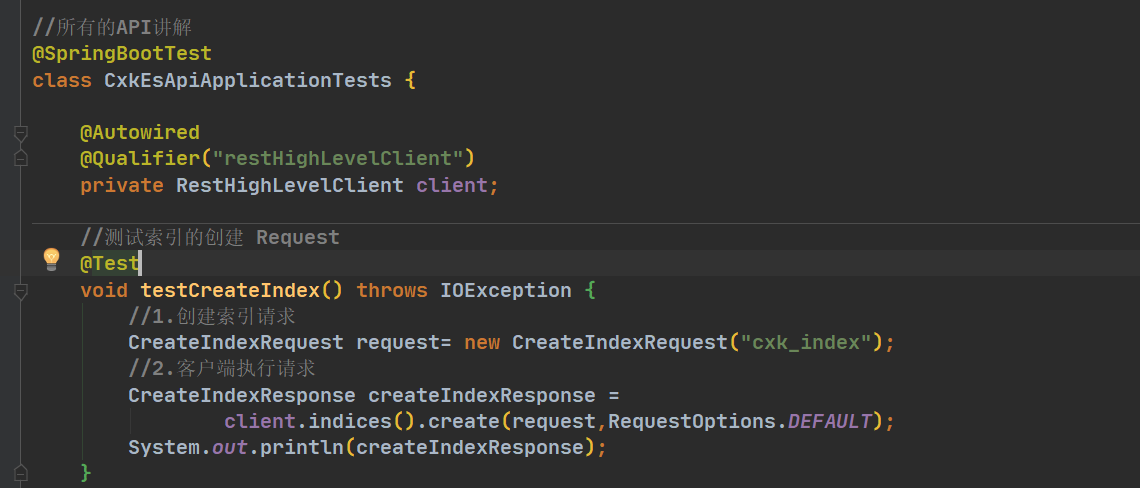 //所有的API讲解
@SpringBootTest
class CxkEsApiApplicationTests {
@Autowired
@Qualifier("restHighLevelClient")
private RestHighLevelClient client;
//测试索引的创建 Request
@Test
void testCreateIndex() throws IOException {
//1.创建索引请求
CreateIndexRequest request= new CreateIndexRequest("cxk_index");
//2.客户端执行请求
CreateIndexResponse createIndexResponse =
client.indices().create(request,RequestOptions.DEFAULT);
System.out.println(createIndexResponse);
}